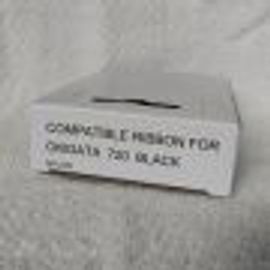 COMPATIBLE RIBBON FOR
OKIDATA 720 BLACK